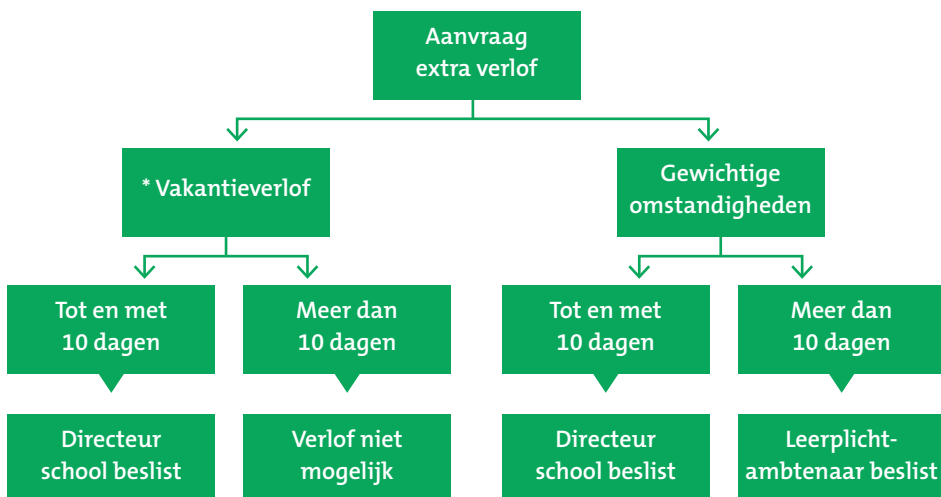 Aanvraag
extra verlof
* Vakantieverlof
Gewichtige
omstandigheden
Tot en met
10 dagen
Meer dan
10 dagen
Tot en met
10 dagen
Meer dan
10 dagen
Directeur
school beslist
Verlof niet
mogelijk
Directeur
school beslist
Leerplicht-
ambtenaar beslist